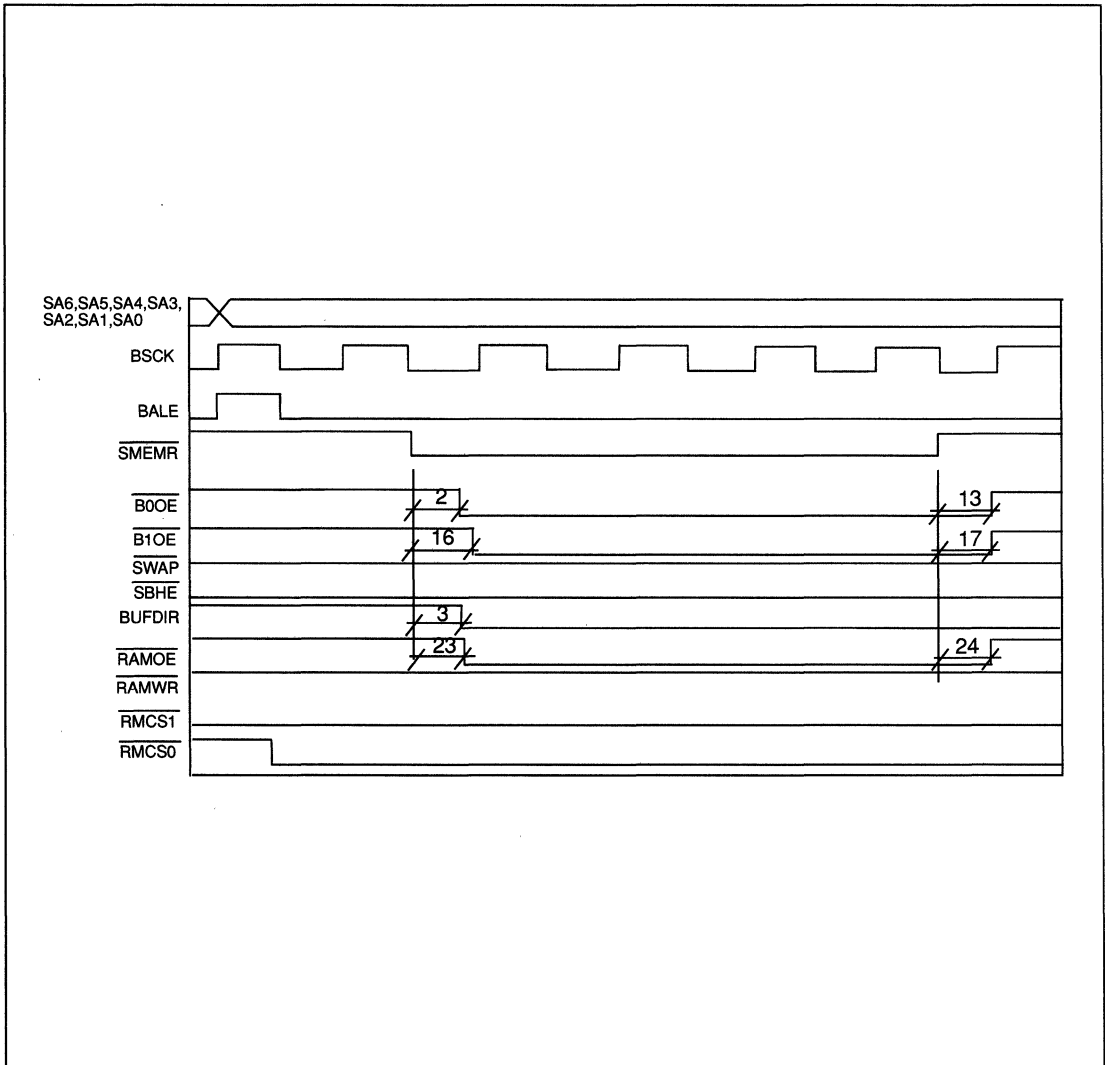 SA6,SA5,SA4,SA3,
SA2,SA1,SA0
BSCK
BALE
SMEMR
B0OE 2 13
B1OE 16 17
SWAP
SBHE
BUFDIR 3
RAMOE 23 24
RAMWR
RMCS1
RMCS0